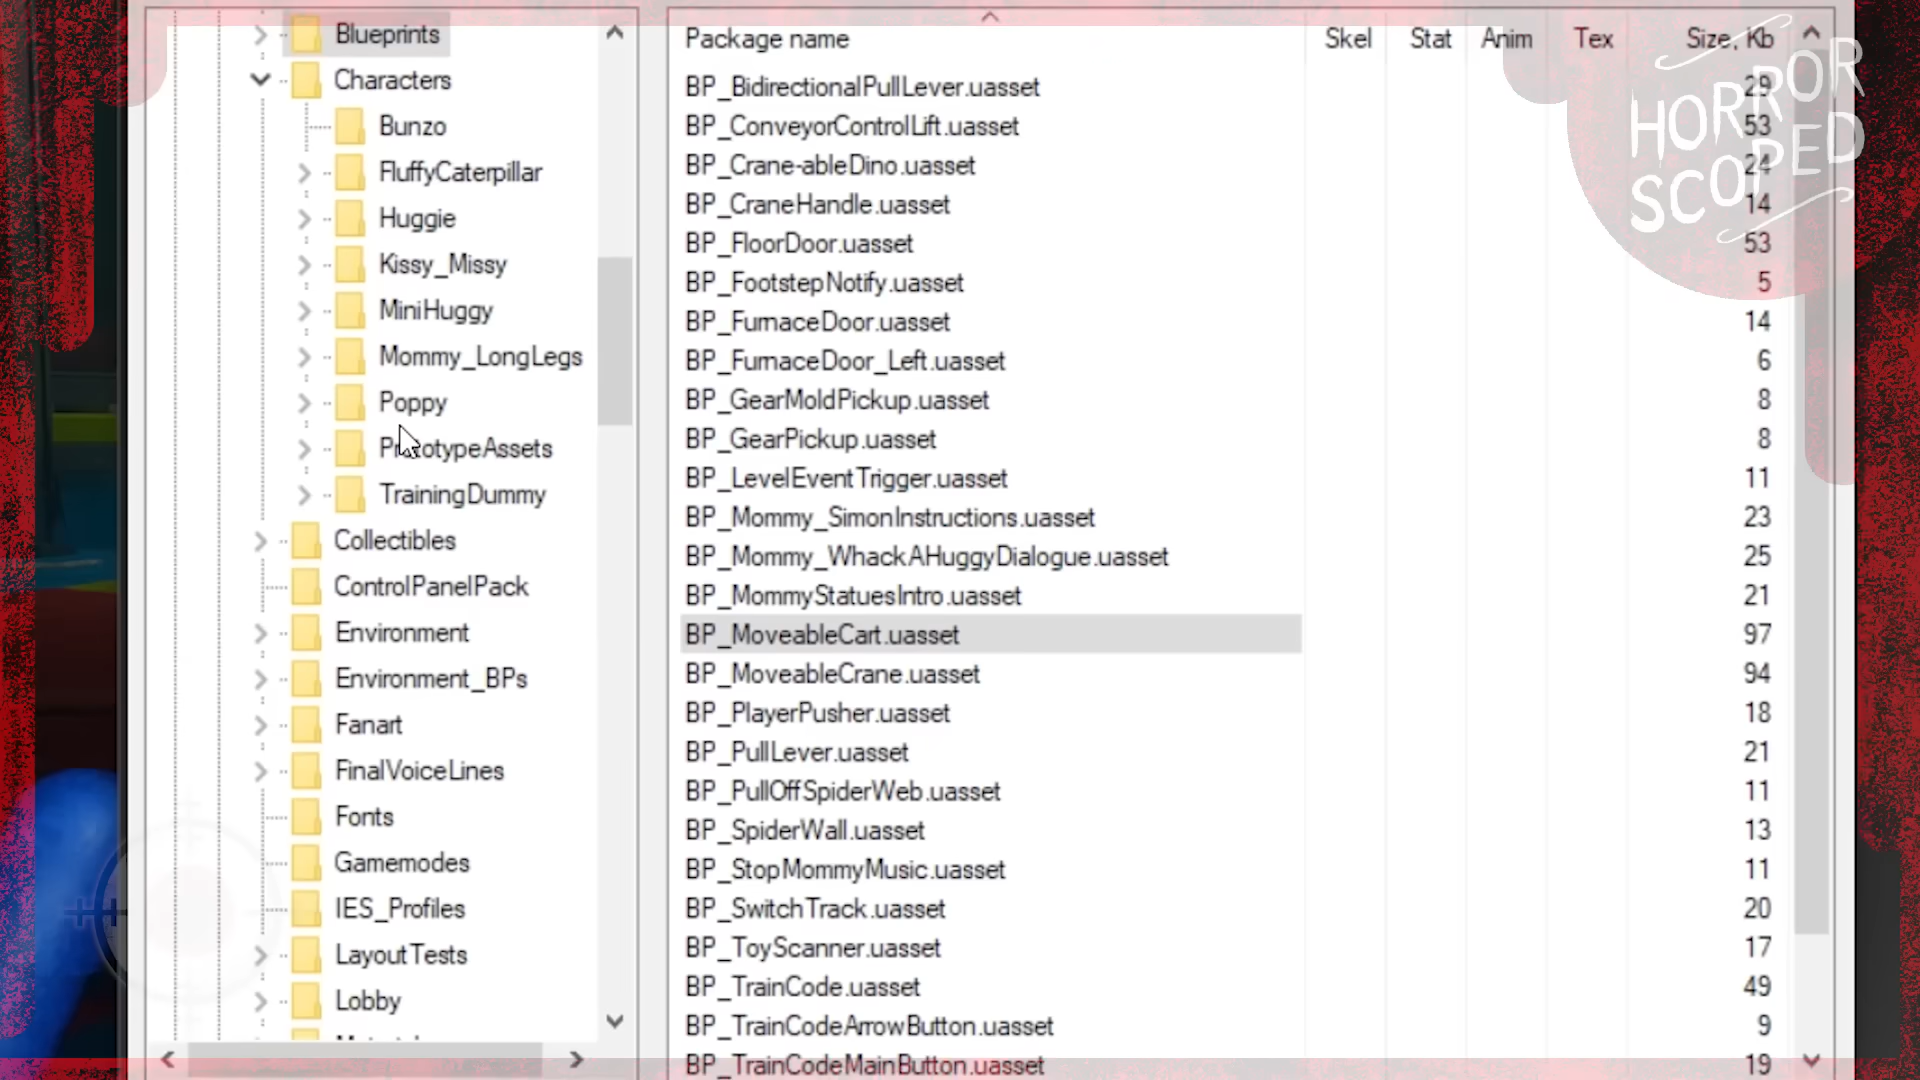 Blueprints
Characters
Bunzo
FluffyCaterpillar
Huggie
Kissy_Missy
MiniHuggy
Mommy_LongLegs
Poppy
PrototypeAssets
TrainingDummy
Collectibles
ControlPanelPack
Environment
Environment_BPs
Fanart
FinalVoiceLines
Fonts
Gamemodes
IES_Profiles
LayoutTests
Lobby
Package name Skel Stat Anim Tex Size, Kb
BP_BidirectionalPullLever.uasset 29
BP_ConveyorControlLift.uasset 53
BP_Crane-ableDino.uasset 24
BP_CraneHandle.uasset 14
BP_FloorDoor.uasset 53
BP_FootstepNotify.uasset 5
BP_FurnaceDoor.uasset 14
BP_FurnaceDoor_Left.uasset 6
BP_GearMoldPickup.uasset 8
BP_GearPickup.uasset 8
BP_LevelEventTrigger.uasset 11
BP_Mommy_SimonInstructions.uasset 23
BP_Mommy_WhackAHuggyDialogue.uasset 25
BP_MommyStatuesIntro.uasset 21
BP_MoveableCart.uasset 97
BP_MoveableCrane.uasset 94
BP_PlayerPusher.uasset 18
BP_PullLever.uasset 21
BP_PullOffSpiderWeb.uasset 11
BP_SpiderWall.uasset 13
BP_StopMommyMusic.uasset 11
BP_SwitchTrack.uasset 20
BP_ToyScanner.uasset 17
BP_TrainCode.uasset 49
BP_TrainCodeArrowButton.uasset 9
BP_TrainCodeMainButton.uasset 19
HORROR
SCOPED